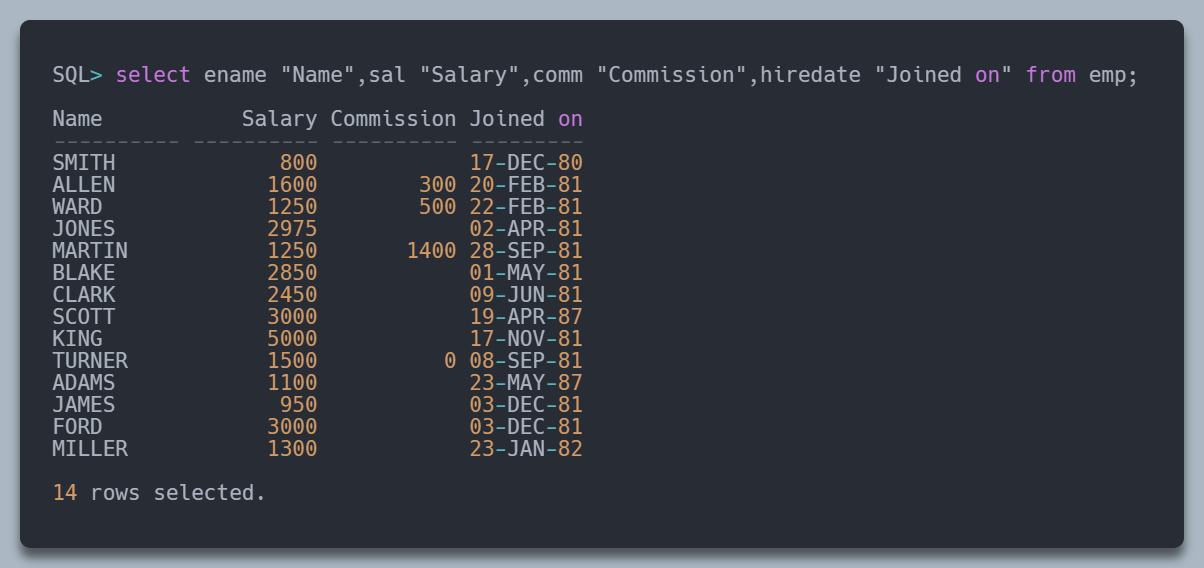 SQL> select ename "Name",sal "Salary",comm "Commission",hiredate "Joined on" from emp;
Name           Salary Commission Joined on
---------- ---------- ---------- ---------
SMITH             800            17-DEC-80
ALLEN            1600        300 20-FEB-81
WARD             1250        500 22-FEB-81
JONES            2975            02-APR-81
MARTIN           1250       1400 28-SEP-81
BLAKE            2850            01-MAY-81
CLARK            2450            09-JUN-81
SCOTT            3000            19-APR-87
KING             5000            17-NOV-81
TURNER           1500          0 08-SEP-81
ADAMS            1100            23-MAY-87
JAMES             950            03-DEC-81
FORD             3000            03-DEC-81
MILLER           1300            23-JAN-82
14 rows selected.